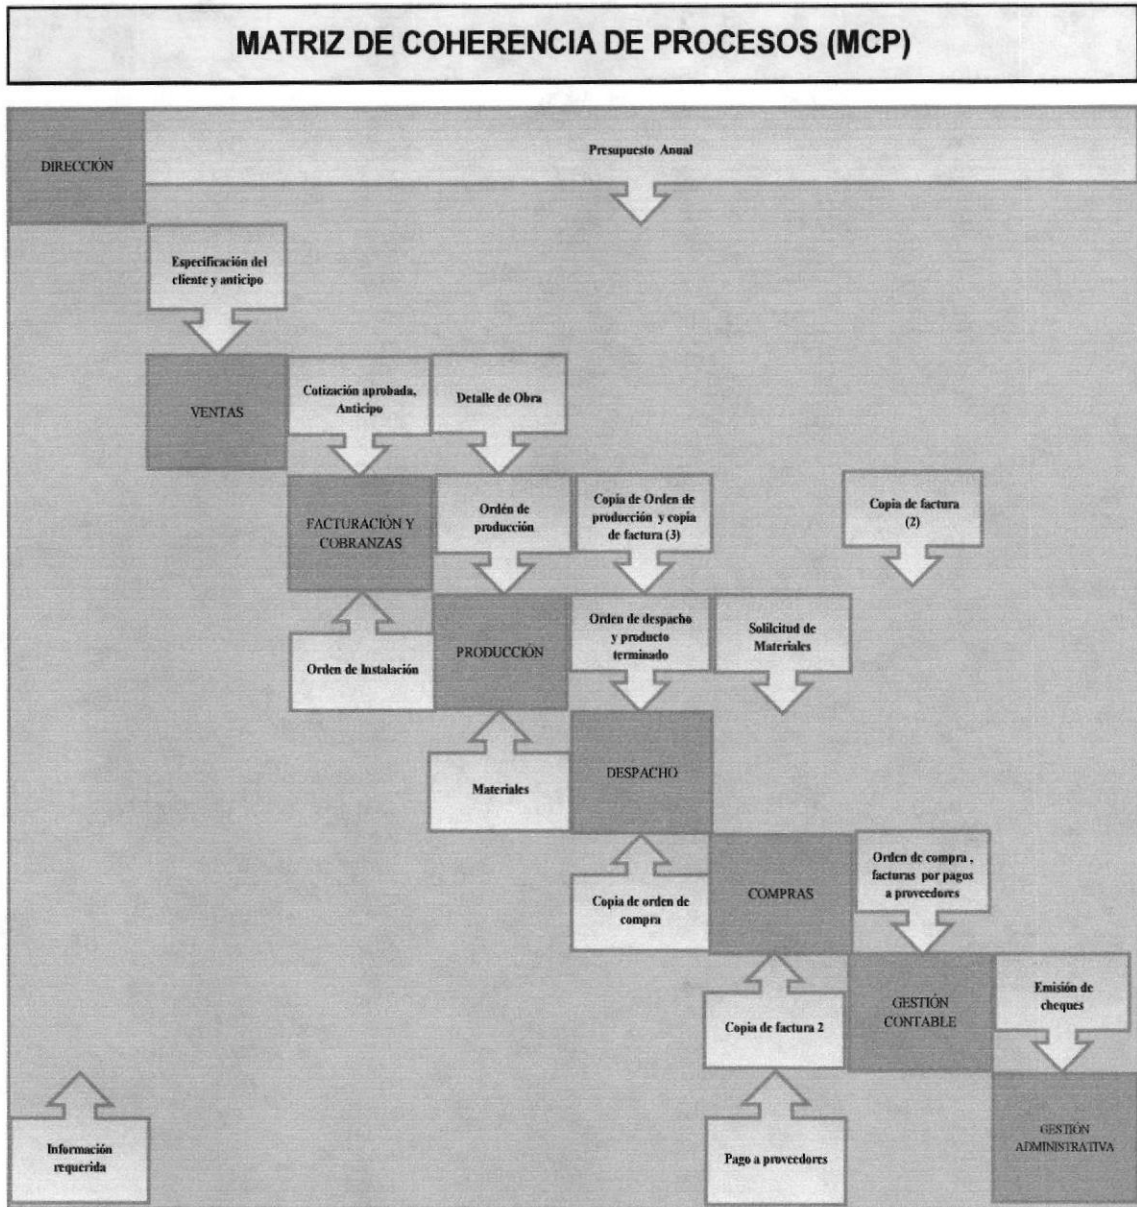 MATRIZ DE COHERENCIA DE PROCESOS (MCP)
DIRECCIÓN
Presupuesto Anual
Especificación del
cliente y anticipo
VENTAS
Cotización aprobada,
Anticipo
Detalle de Obra
FACTURACIÓN Y
COBRANZAS
Ordén de
producción
Copia de Orden de
producción y copia
de factura (3)
Copia de factura
(2)
Orden de Instalación
PRODUCCIÓN
Orden de despacho
y producto
terminado
Solilcitud de
Materiales
Materiales
DESPACHO
Copia de orden de
compra
COMPRAS
Orden de compra ,
facturas por pagos
a proveedores
Copia de factura 2
GESTIÓN
CONTABLE
Emisión de
cheques
Información
requerida
Pago a proveedores
GESTIÓN
ADMINISTRATIVA